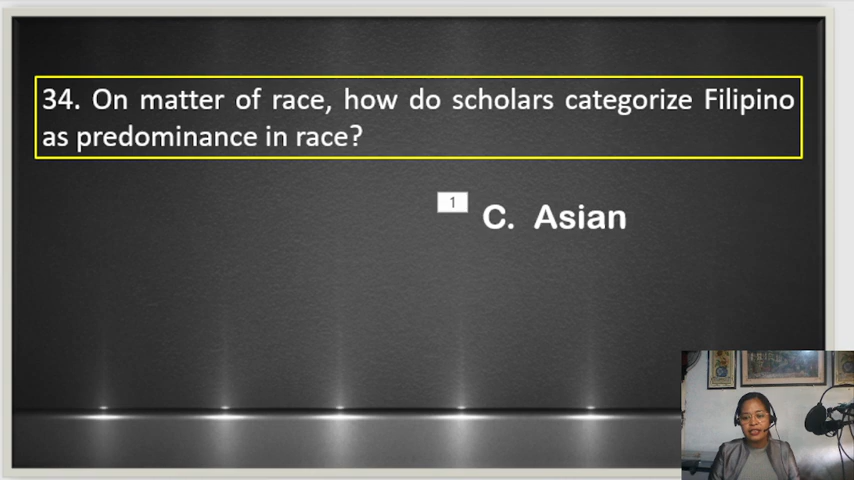 34. On matter of race, how do scholars categorize Filipino
as predominance in race?
1
C. Asian